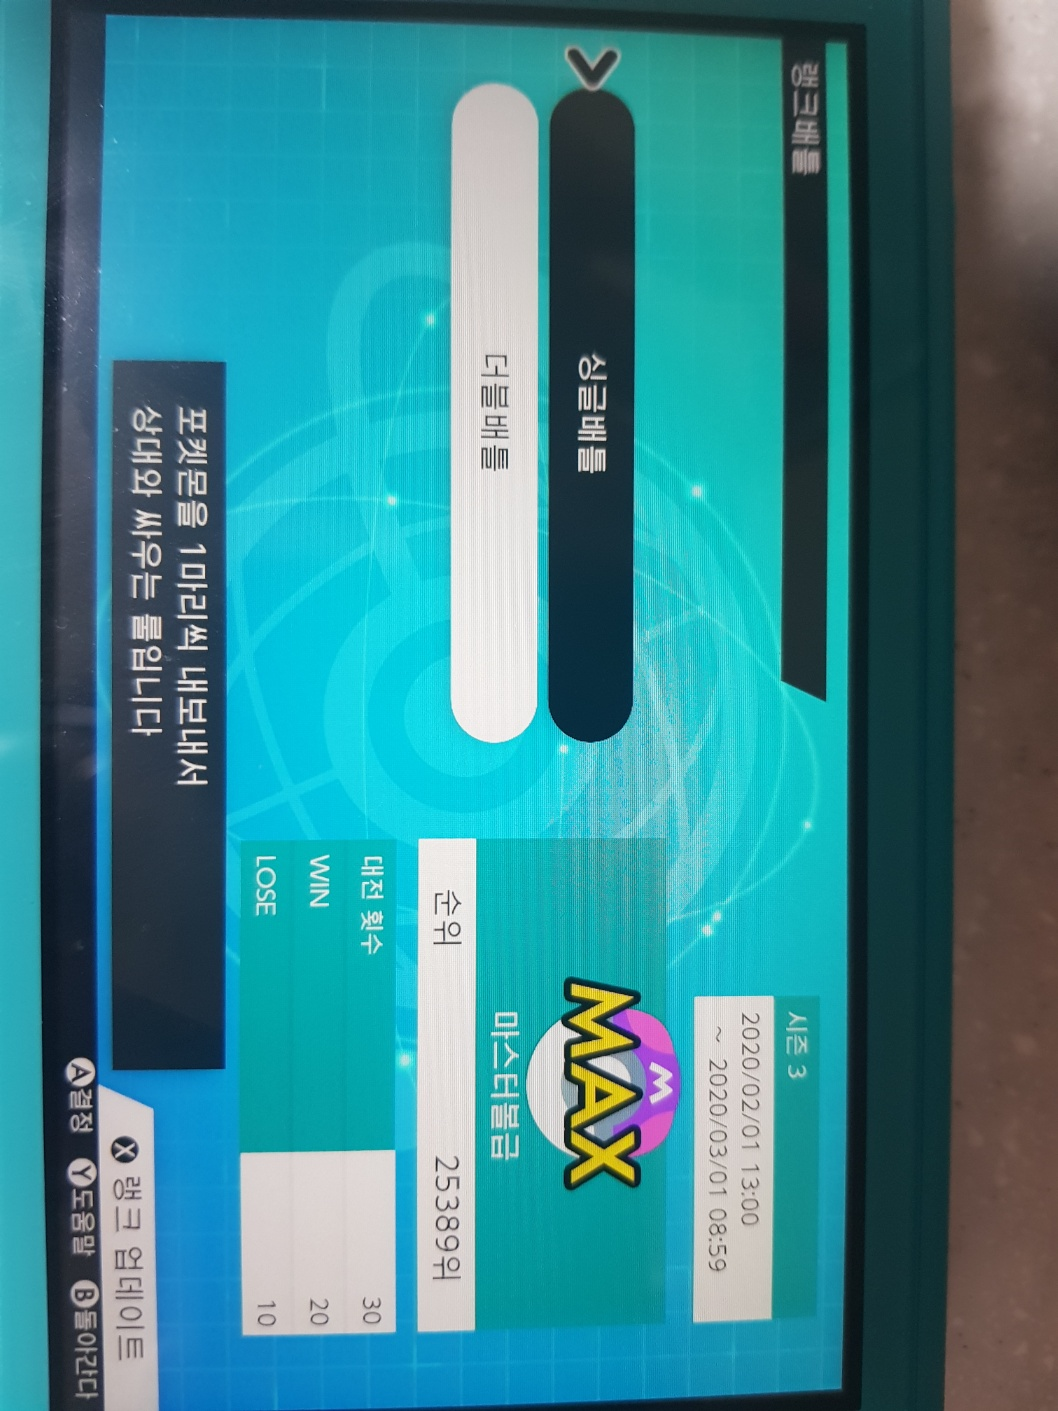 랭크배틀
싱글배틀
더블배틀
시즌 3
2020/02/01 13:00
~ 2020/03/01 08:59
M
MAX
마스터볼급
순위 25389위
대전 횟수 30
WIN 20
LOSE 10
포켓몬을 1마리씩 내보내서
상대와 싸우는 룰입니다
X 랭크 업데이트
A 결정 Y 도움말 B 돌아간다